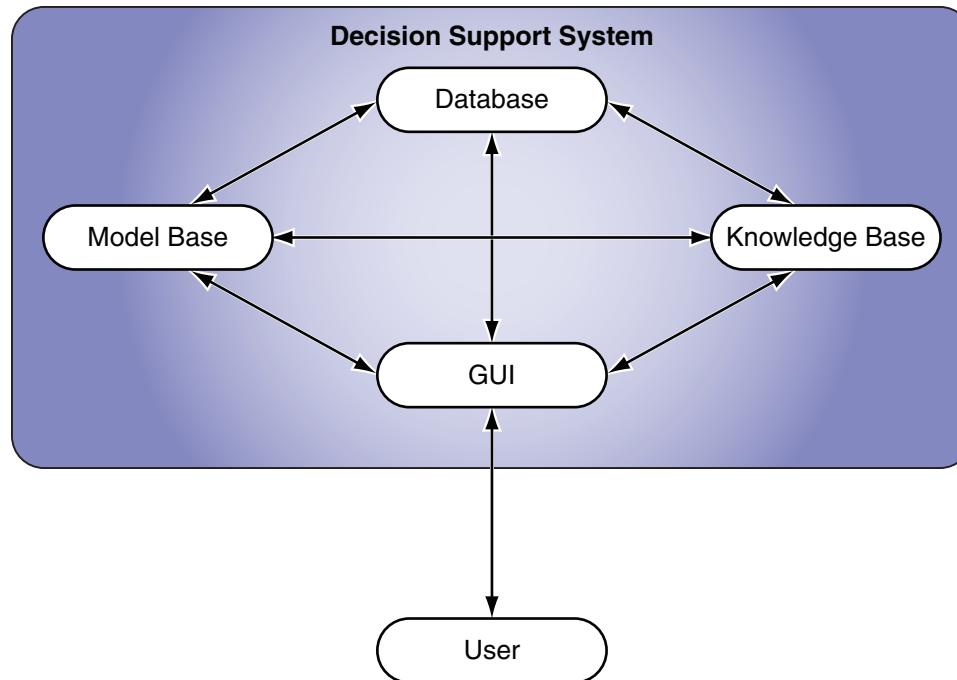 Decision Support System
Database
Model Base
Knowledge Base
GUI
User